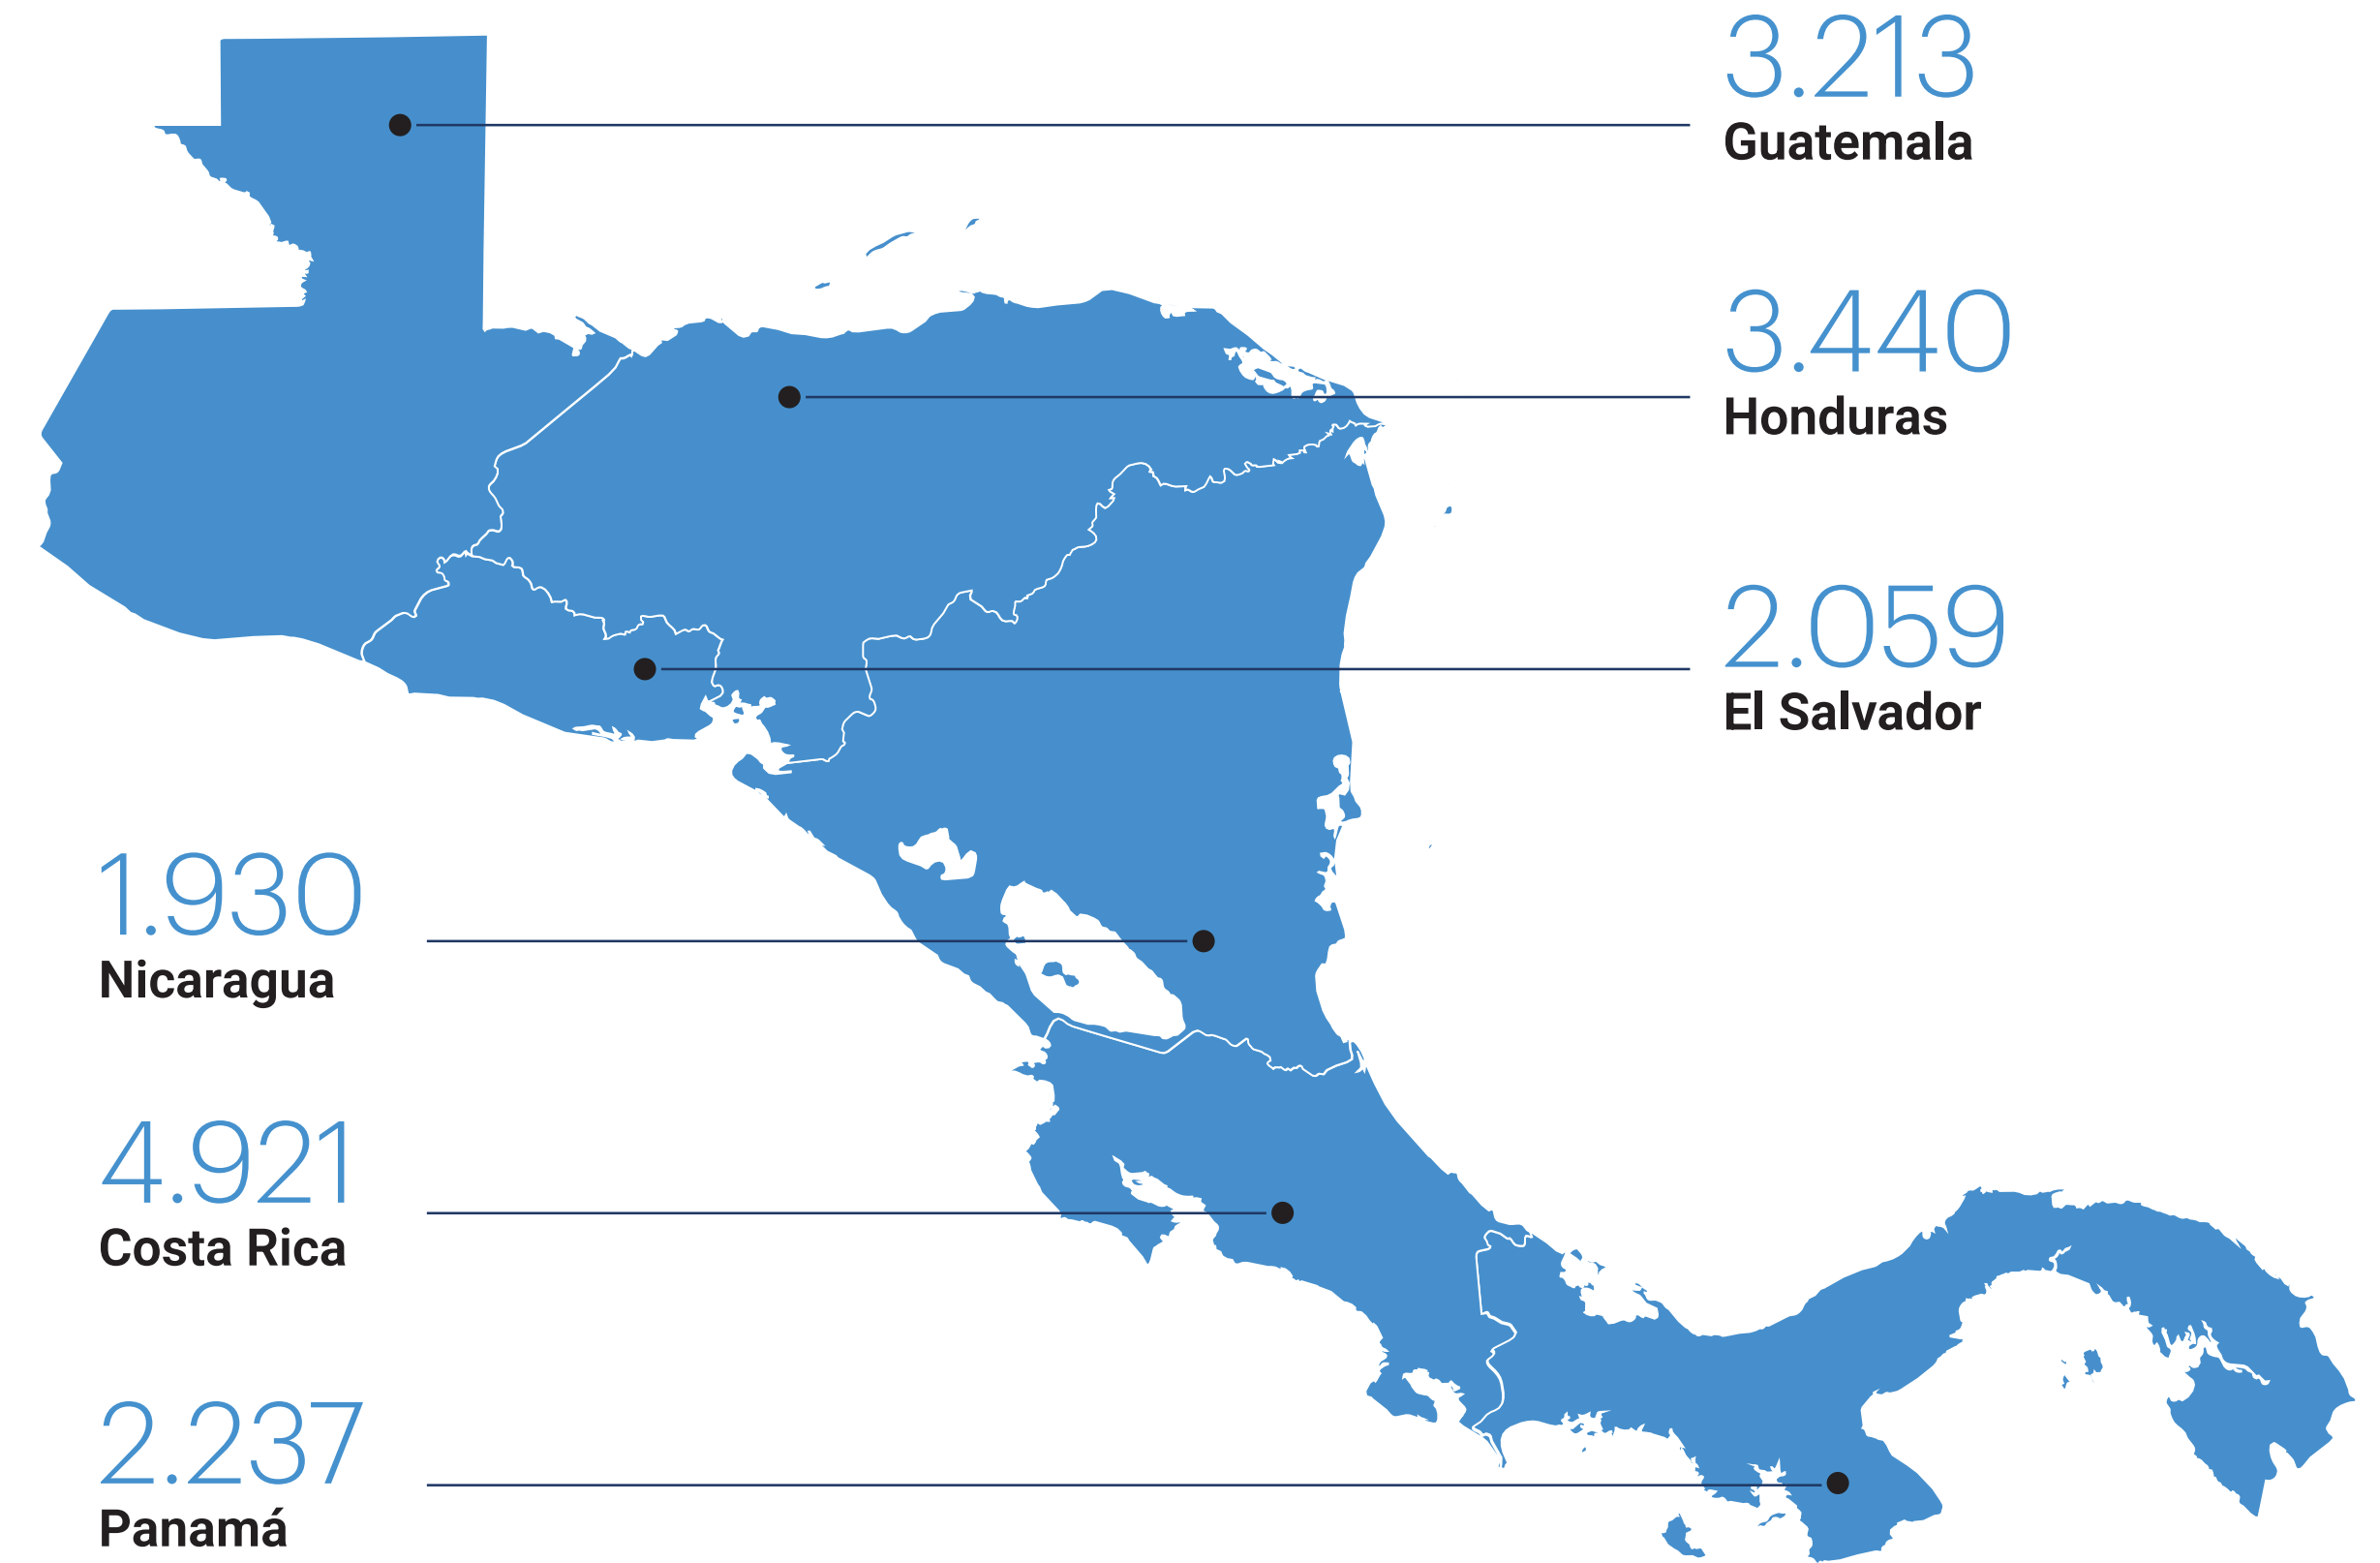 3.213
Guatemala
3.440
Honduras
2.059
El Salvador
1.930
Nicaragua
4.921
Costa Rica
2.237
Panamá